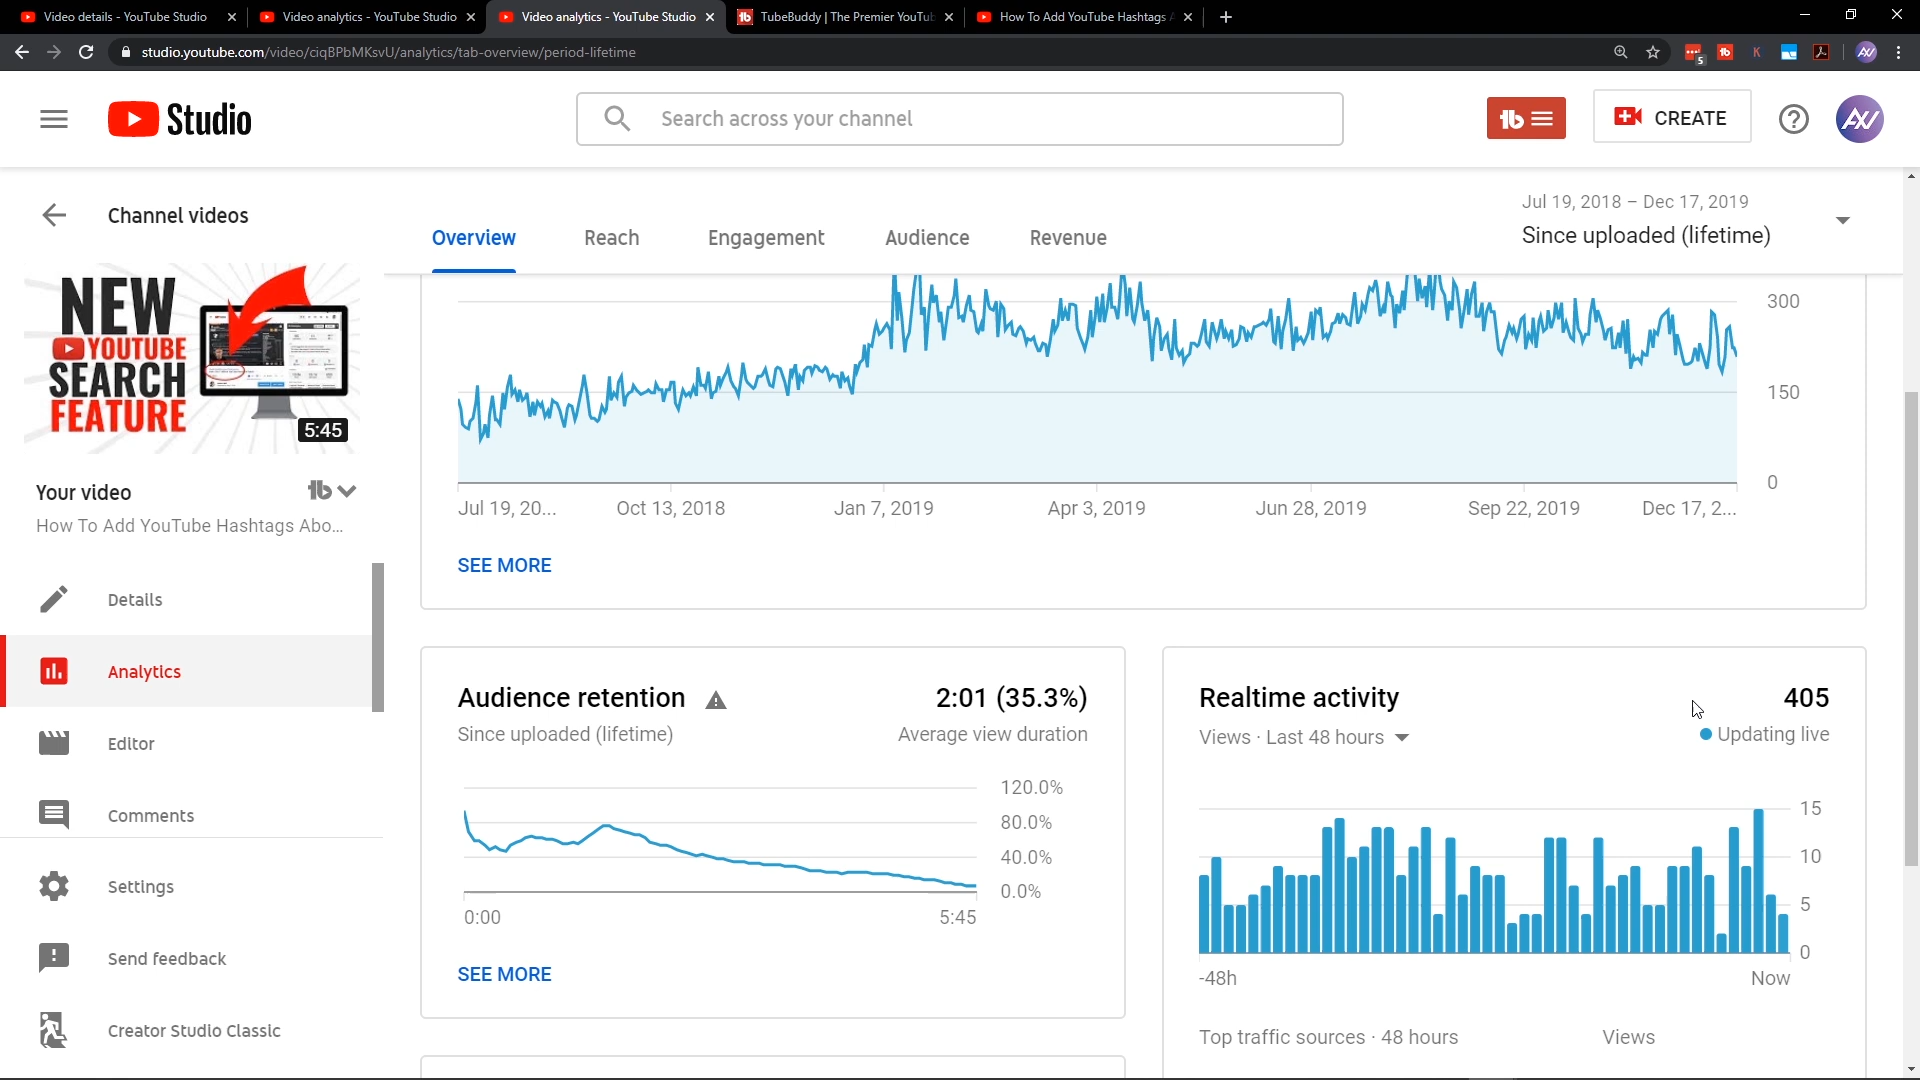 Video details - YouTube Studio
Video analytics - YouTube Studio
Video analytics - YouTube Studio
TubeBuddy | The Premier YouTub
How To Add YouTube Hashtags
studio.youtube.com/video/ciqBPbMKsvU/analytics/tab-overview/period-lifetime
5
K
Studio
Search across your channel
CREATE
Channel videos
Overview
Reach
Engagement
Audience
Revenue
Jul 19, 2018 – Dec 17, 2019
Since uploaded (lifetime)
NEW
YOUTUBE
SEARCH
FEATURE
5:45
Your video
How To Add YouTube Hashtags Abo...
Details
Analytics
Editor
Comments
Settings
Send feedback
Creator Studio Classic
300
150
0
Jul 19, 20...
Oct 13, 2018
Jan 7, 2019
Apr 3, 2019
Jun 28, 2019
Sep 22, 2019
Dec 17, 2...
SEE MORE
Audience retention
2:01 (35.3%)
Since uploaded (lifetime)
Average view duration
120.0%
80.0%
40.0%
0.0%
0:00
5:45
SEE MORE
Realtime activity
405
Views · Last 48 hours
Updating live
15
10
5
0
-48h
Now
Top traffic sources · 48 hours
Views